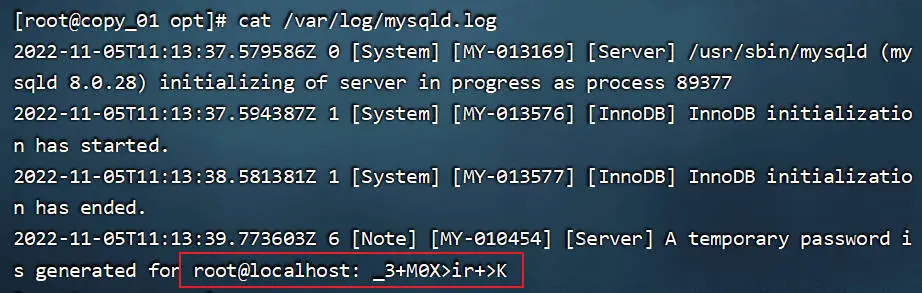 [root@copy_01 opt]# cat /var/log/mysqld.log
2022-11-05T11:13:37.579586Z 0 [System] [MY-013169] [Server] /usr/sbin/mysqld (my
sqld 8.0.28) initializing of server in progress as process 89377
2022-11-05T11:13:37.594387Z 1 [System] [MY-013576] [InnoDB] InnoDB initializatio
n has started.
2022-11-05T11:13:38.581381Z 1 [System] [MY-013577] [InnoDB] InnoDB initializatio
n has ended.
2022-11-05T11:13:39.773603Z 6 [Note] [MY-010454] [Server] A temporary password i
s generated for root@localhost: _3+M0X>ir+>K